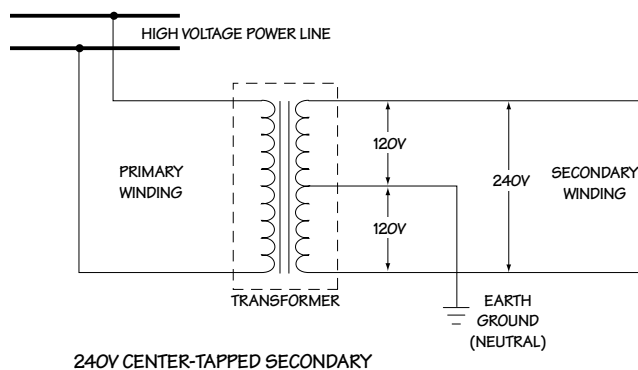 HIGH VOLTAGE POWER LINE
120V
PRIMARY
WINDING
240V
SECONDARY
WINDING
120V
TRANSFORMER
EARTH
GROUND
(NEUTRAL)
240V CENTER-TAPPED SECONDARY